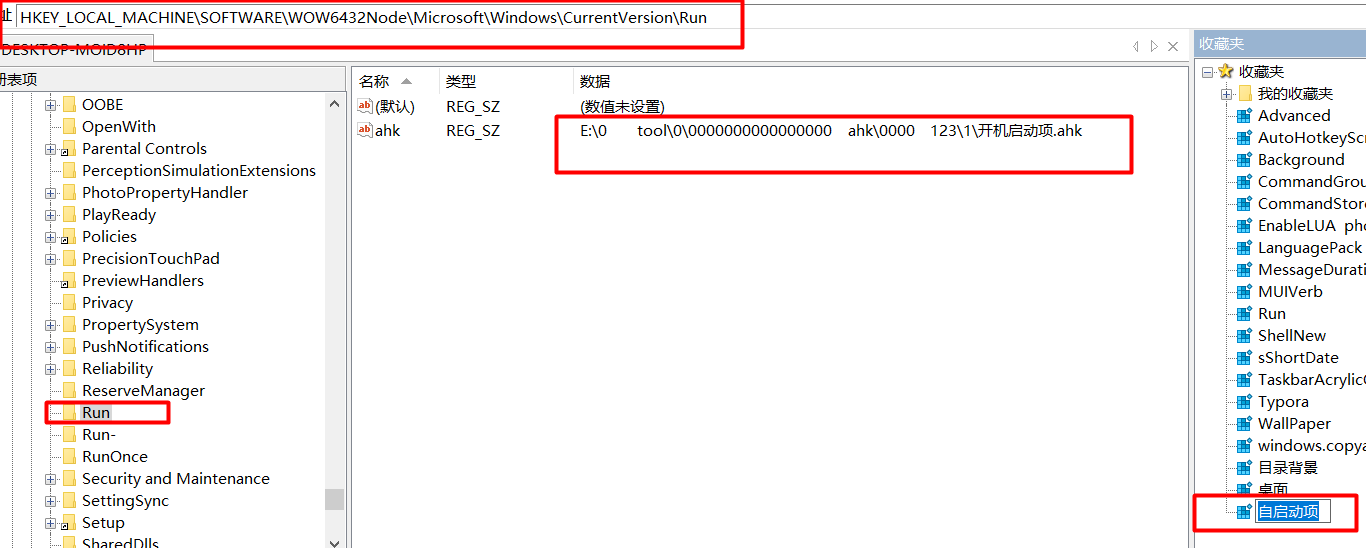 HKEY_LOCAL_MACHINE\SOFTWARE\WOW6432Node\Microsoft\Windows\CurrentVersion\Run
DESKTOP-MOID8HP
册表项
OOBE
OpenWith
Parental Controls
PerceptionSimulationExtensions
PhotoPropertyHandler
PlayReady
Policies
PrecisionTouchPad
PreviewHandlers
Privacy
PropertySystem
PushNotifications
Reliability
ReserveManager
Run
Run-
RunOnce
Security and Maintenance
SettingSync
Setup
SharedDlls
名称 类型 数据
(默认) REG_SZ (数值未设置)
ahk REG_SZ E:\0 tool\0\0000000000000000 ahk\0000 123\1\开机启动项.ahk
收藏夹
收藏夹
我的收藏夹
Advanced
AutoHotkeyScr
Background
CommandGrou
CommandStore
EnableLUA pho
LanguagePack
MessageDurati
MUIVerb
Run
ShellNew
sShortDate
TaskbarAcrylicO
Typora
WallPaper
windows.copya
目录背景
桌面
自启动项